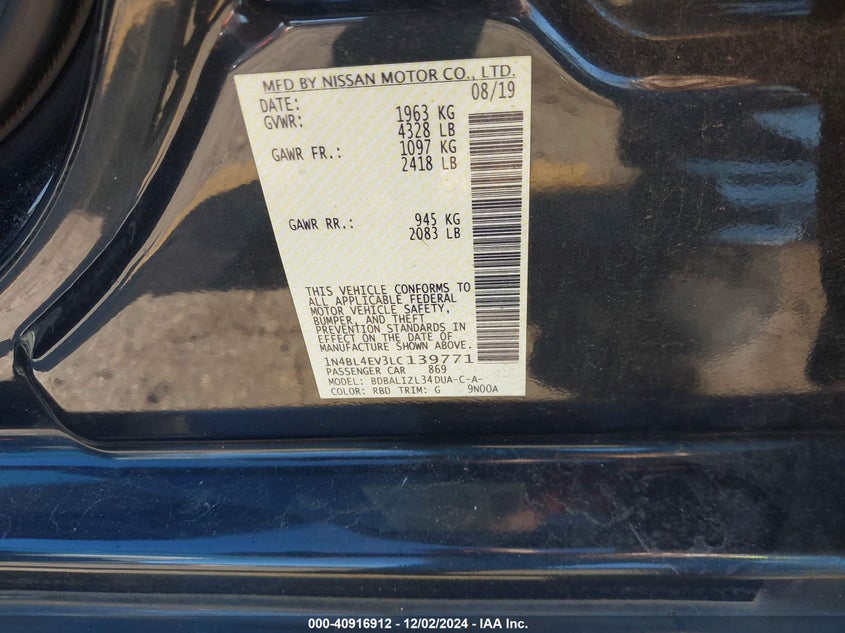 MFD BY NISSAN MOTOR CO., LTD.
DATE: 08/19
GVWR: 1963 KG
4328 LB
GAWR FR.: 1097 KG
2418 LB
GAWR RR.: 945 KG
2083 LB
THIS VEHICLE CONFORMS TO
ALL APPLICABLE FEDERAL
MOTOR VEHICLE SAFETY,
BUMPER, AND THEFT
PREVENTION STANDARDS IN
EFFECT ON THE DATE OF
MANUFACTURE SHOWN ABOVE.
1N4BL4EV3LC139771
PASSENGER CAR 869
MODEL: BDBALIZL34DUA-C-A-
COLOR: RBD TRIM: G 9N00A
000-40916912 - 12/02/2024 - IAA Inc.